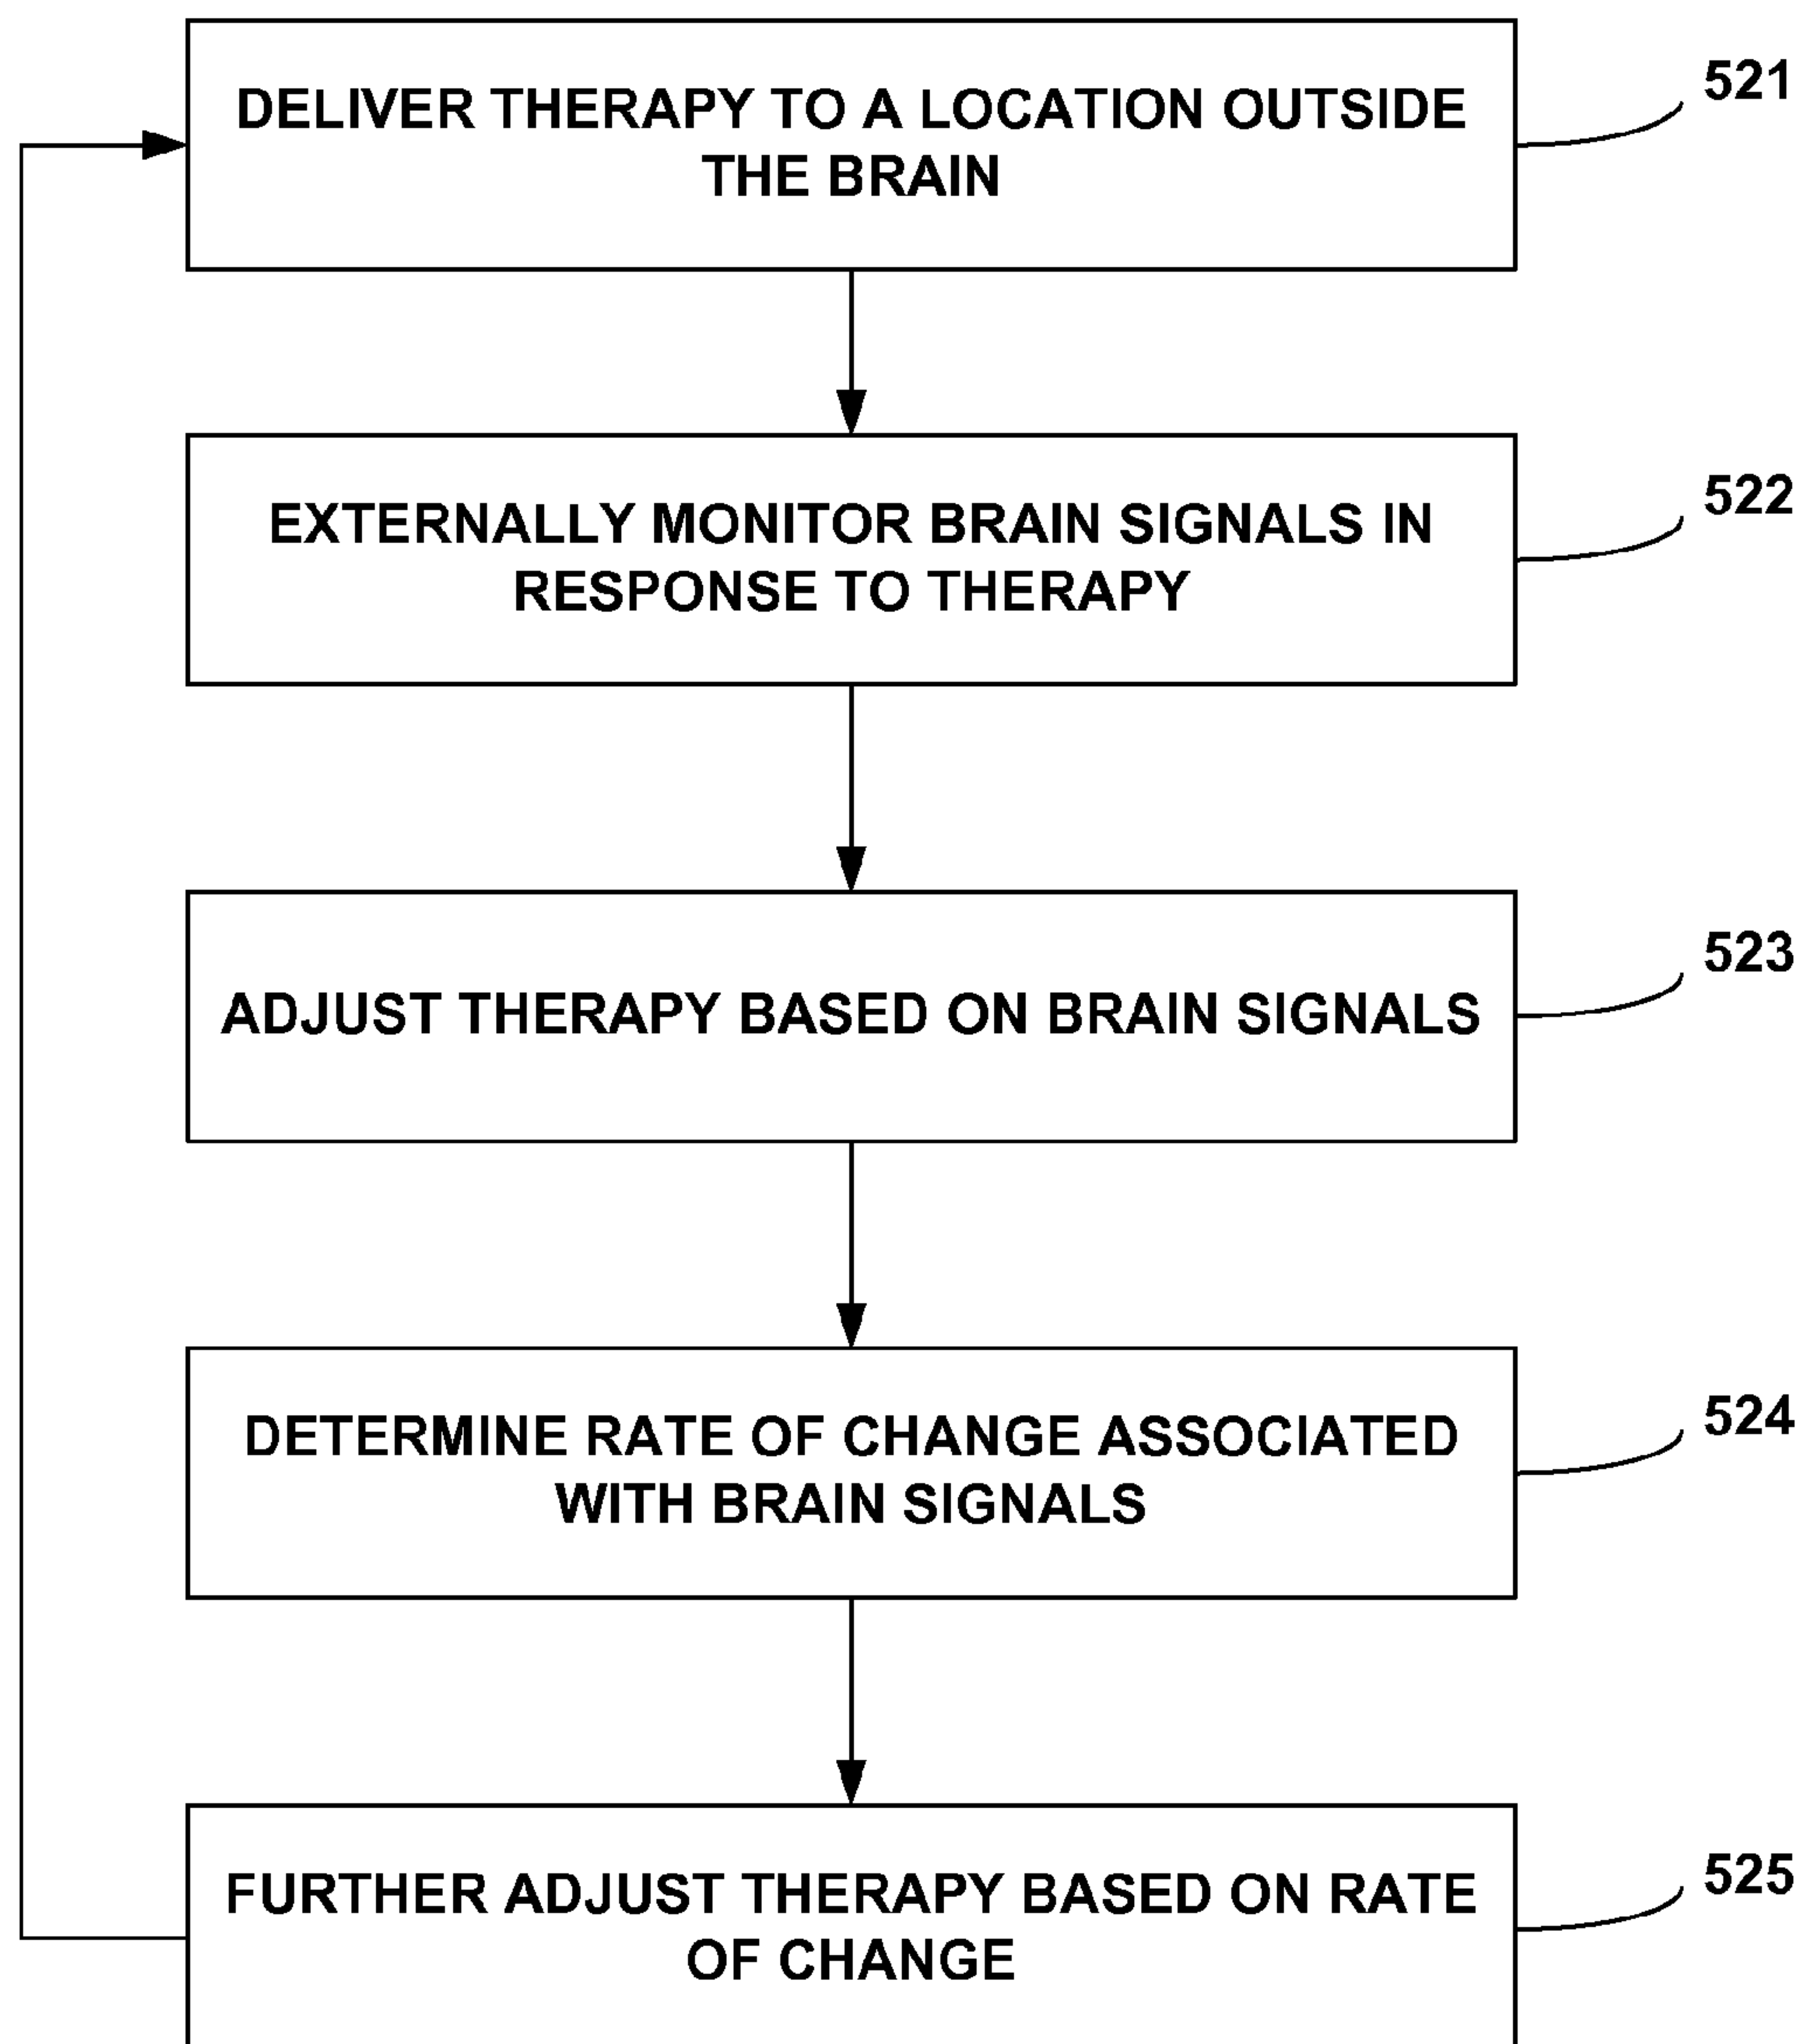 DELIVER THERAPY TO A LOCATION OUTSIDE
THE BRAIN
521
EXTERNALLY MONITOR BRAIN SIGNALS IN
RESPONSE TO THERAPY
522
ADJUST THERAPY BASED ON BRAIN SIGNALS
523
DETERMINE RATE OF CHANGE ASSOCIATED
WITH BRAIN SIGNALS
524
FURTHER ADJUST THERAPY BASED ON RATE
OF CHANGE
525